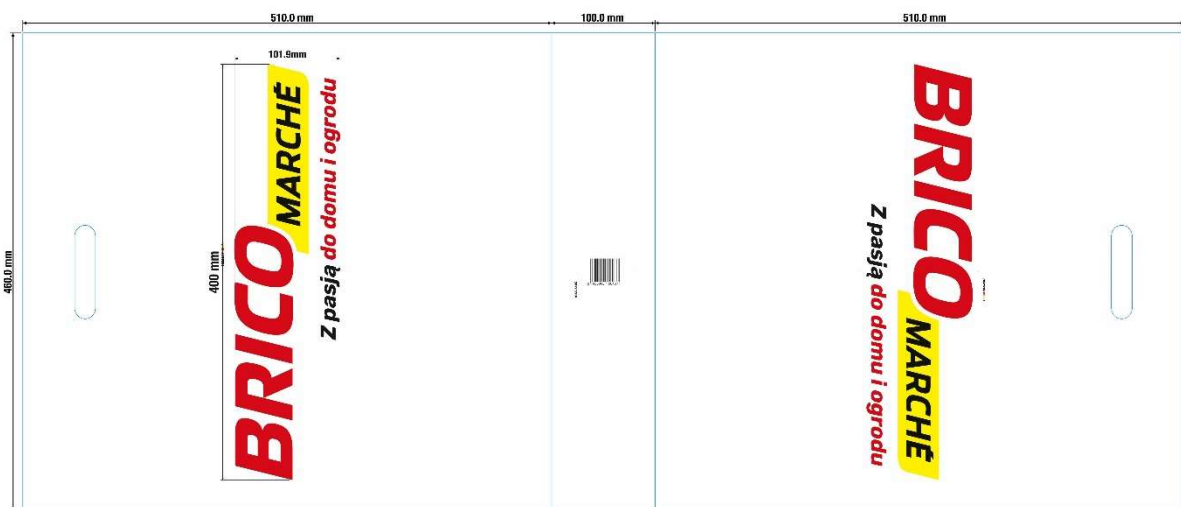 510.0 mm
100.0 mm
510.0 mm
460.0 mm
101.9mm
400 mm
BRICO
MARCHÉ
Z pasją do domu i ogrodu
BRICO
MARCHÉ
Z pasją do domu i ogrodu